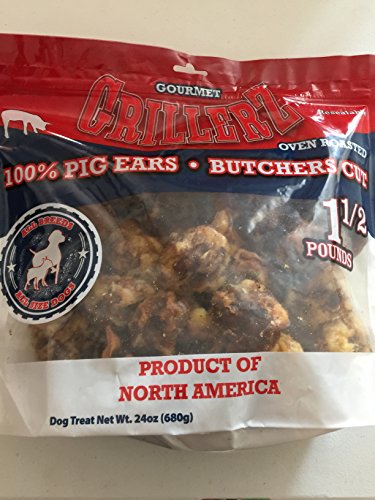 GOURMET
GRILLERZ
Resealable
OVEN ROASTED
100% PIG EARS • BUTCHERS CUT
1 1/2
POUNDS
ALL BREEDS
ALL SIZE DOGS
PRODUCT OF
NORTH AMERICA
Dog Treat Net Wt. 24oz (680g)